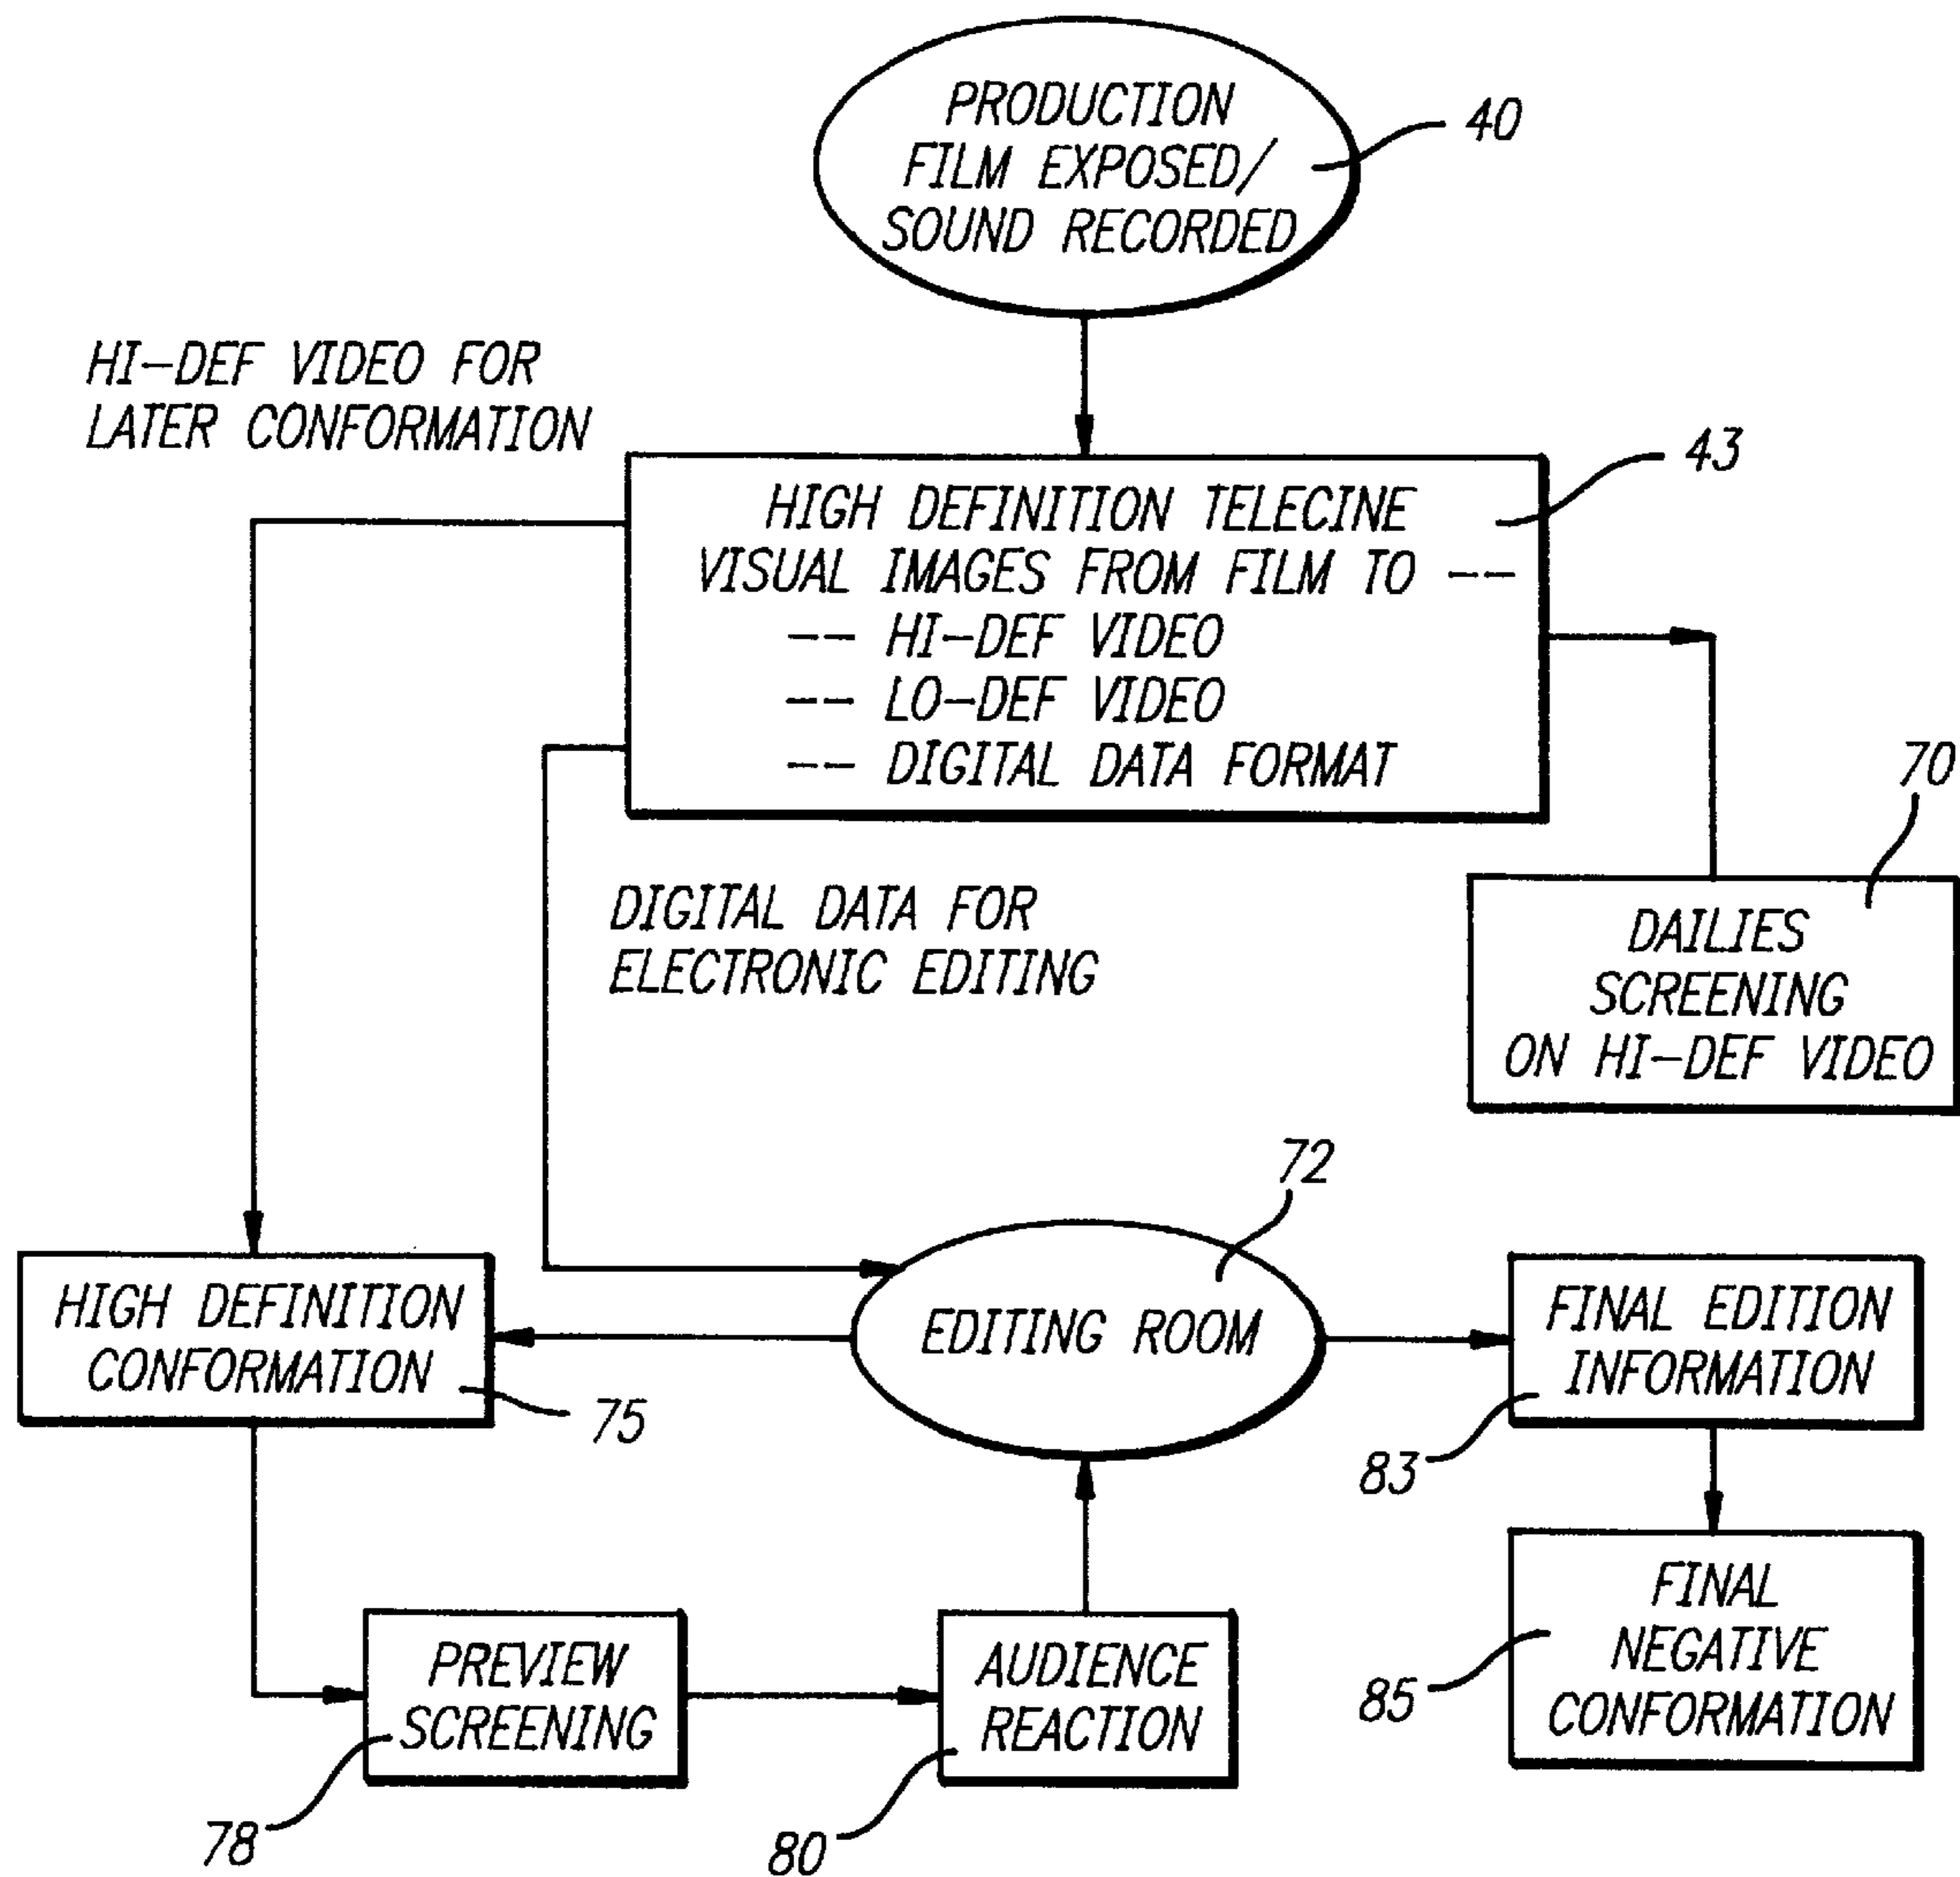 PRODUCTION
FILM EXPOSED/
SOUND RECORDED
40
HI-DEF VIDEO FOR
LATER CONFORMATION
43
HIGH DEFINITION TELECINE
VISUAL IMAGES FROM FILM TO --
-- HI-DEF VIDEO
-- LO-DEF VIDEO
-- DIGITAL DATA FORMAT
70
DIGITAL DATA FOR
ELECTRONIC EDITING
DAILIES
SCREENING
ON HI-DEF VIDEO
72
HIGH DEFINITION
CONFORMATION
75
EDITING ROOM
FINAL EDITION
INFORMATION
83
PREVIEW
SCREENING
78
AUDIENCE
REACTION
80
FINAL
NEGATIVE
CONFORMATION
85